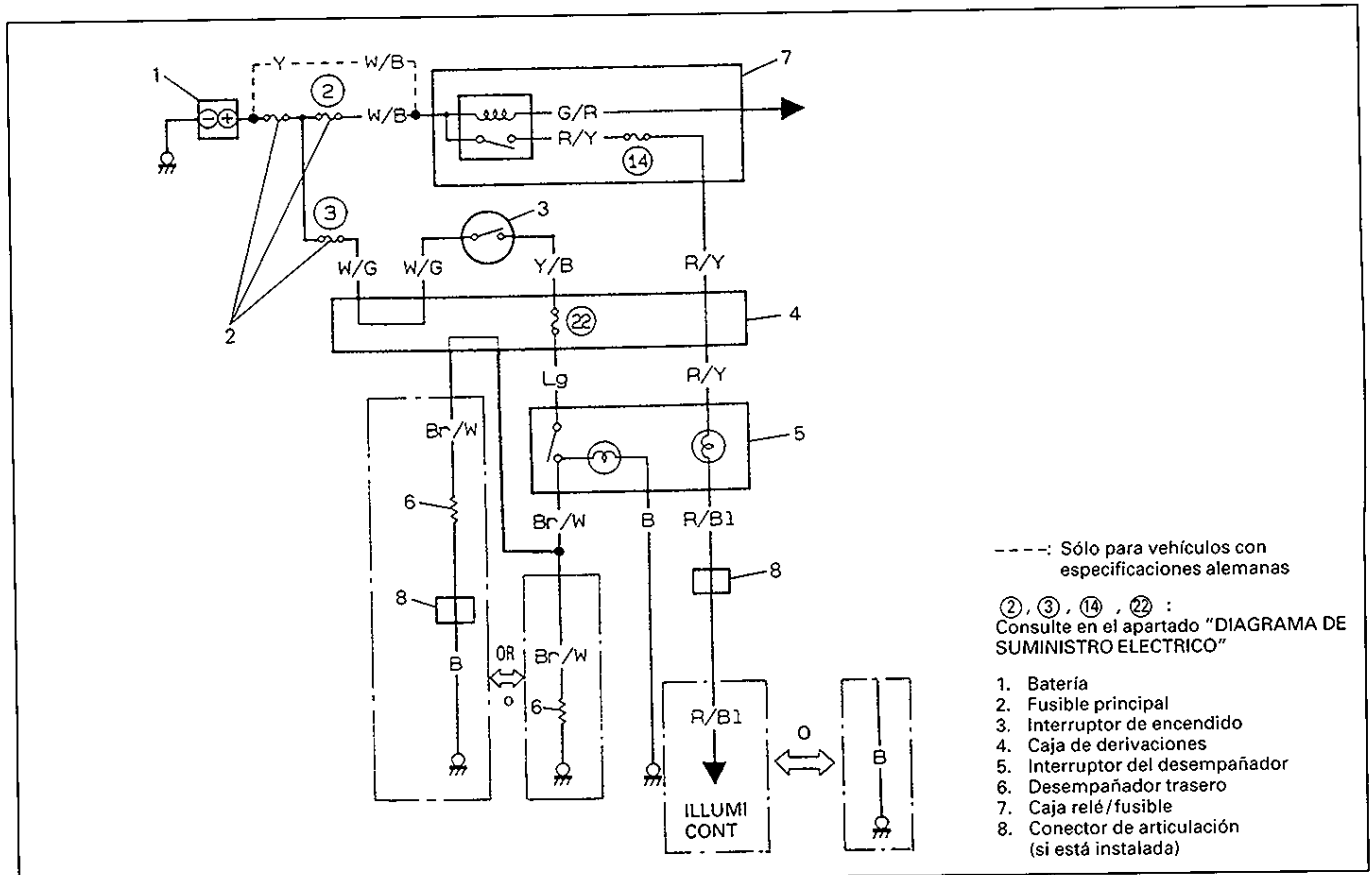 Y W/B
1 2 7
W/B G/R
R/Y
14
3 3
W/G W/G Y/B R/Y
2 22 4
Lg R/Y
Br/W 5
6
Br/W B R/Bl
8 8
OR
o
B Br/W
6
R/Bl
O
B
ILLUMI
CONT
----: Sólo para vehículos con
especificaciones alemanas
②, ③, ⑭, ㉒ :
Consulte en el apartado "DIAGRAMA DE
SUMINISTRO ELECTRICO"
1. Batería
2. Fusible principal
3. Interruptor de encendido
4. Caja de derivaciones
5. Interruptor del desempañador
6. Desempañador trasero
7. Caja relé/fusible
8. Conector de articulación
(si está instalada)